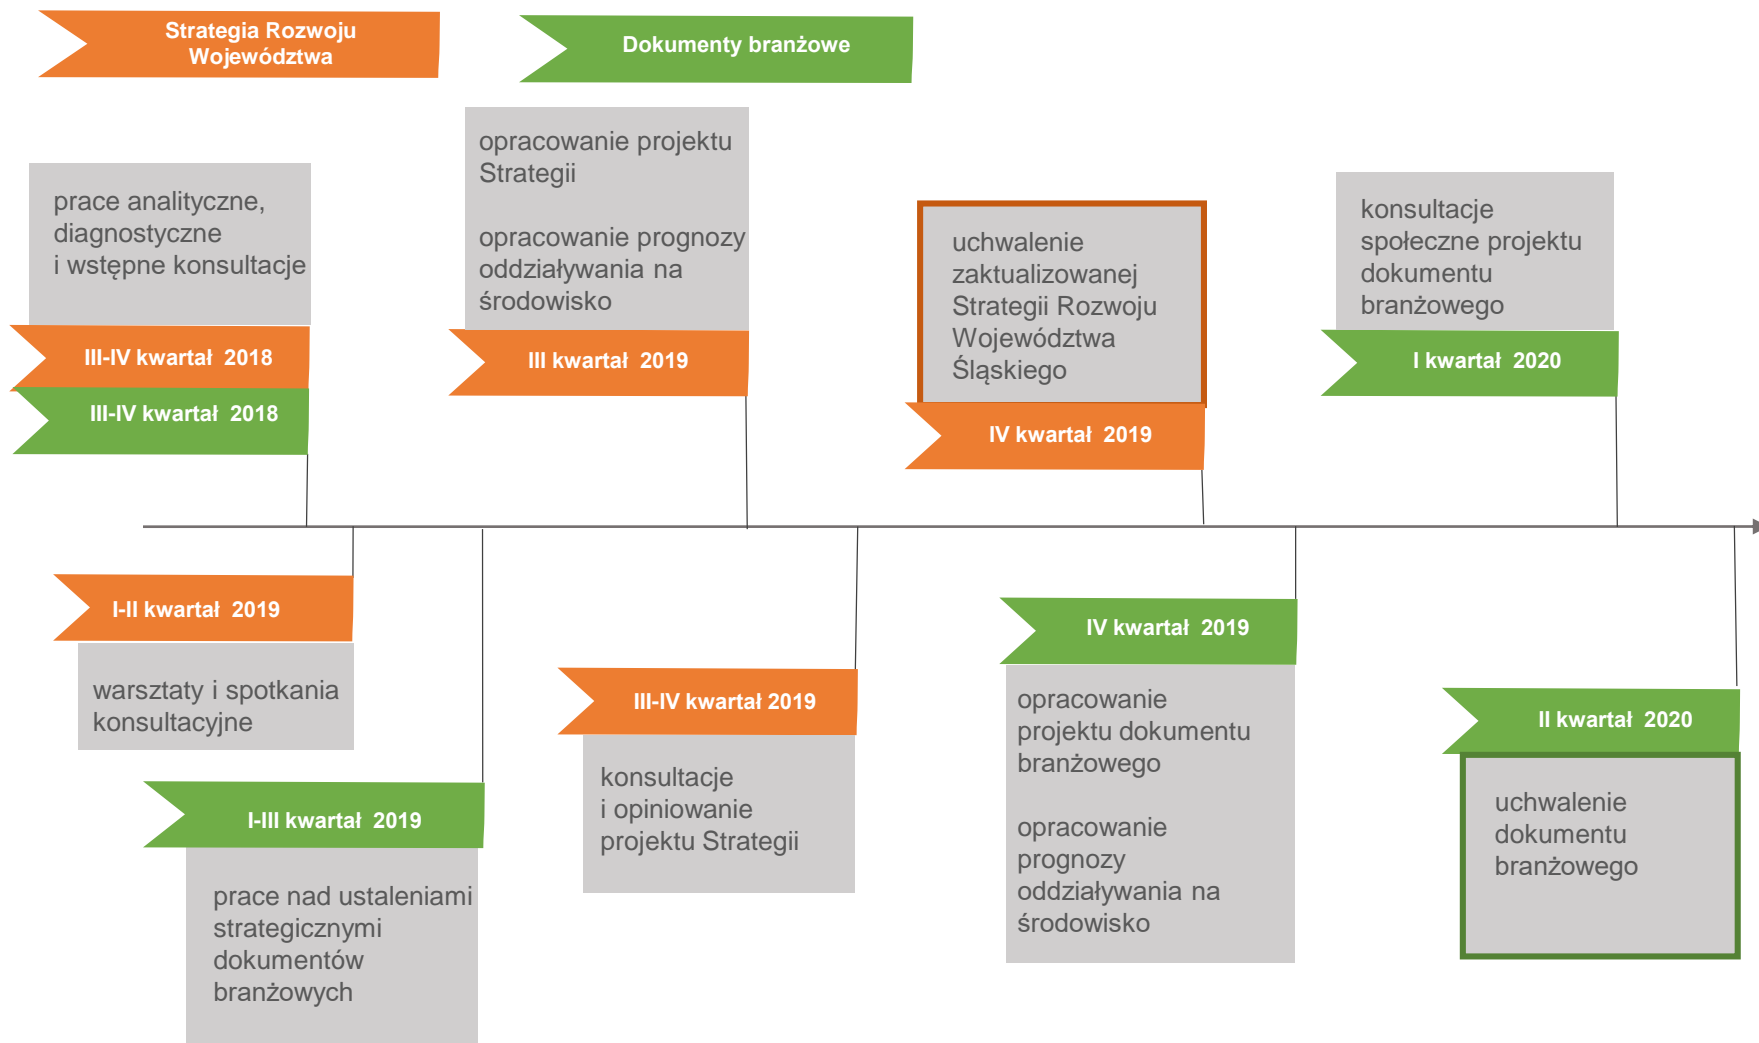 Strategia Rozwoju
Województwa
Dokumenty branżowe
prace analityczne,
diagnostyczne
i wstępne konsultacje
III-IV kwartał 2018
III-IV kwartał 2018
opracowanie projektu
Strategii
opracowanie prognozy
oddziaływania na
środowisko
III kwartał 2019
uchwalenie
zaktualizowanej
Strategii Rozwoju
Województwa
Śląskiego
IV kwartał 2019
konsultacje
społeczne projektu
dokumentu
branżowego
I kwartał 2020
I-II kwartał 2019
warsztaty i spotkania
konsultacyjne
I-III kwartał 2019
prace nad ustaleniami
strategicznymi
dokumentów
branżowych
III-IV kwartał 2019
konsultacje
i opiniowanie
projektu Strategii
IV kwartał 2019
opracowanie
projektu dokumentu
branżowego
opracowanie
prognozy
oddziaływania na
środowisko
II kwartał 2020
uchwalenie
dokumentu
branżowego